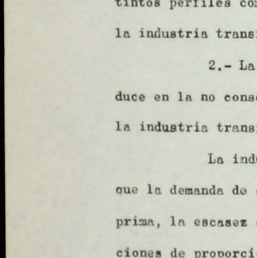 tintos perfiles com
la industria trans
2.- La
duce en la no cons
la industria trans
La ind
que la demanda de
prima, la escasez
ciones de proporci